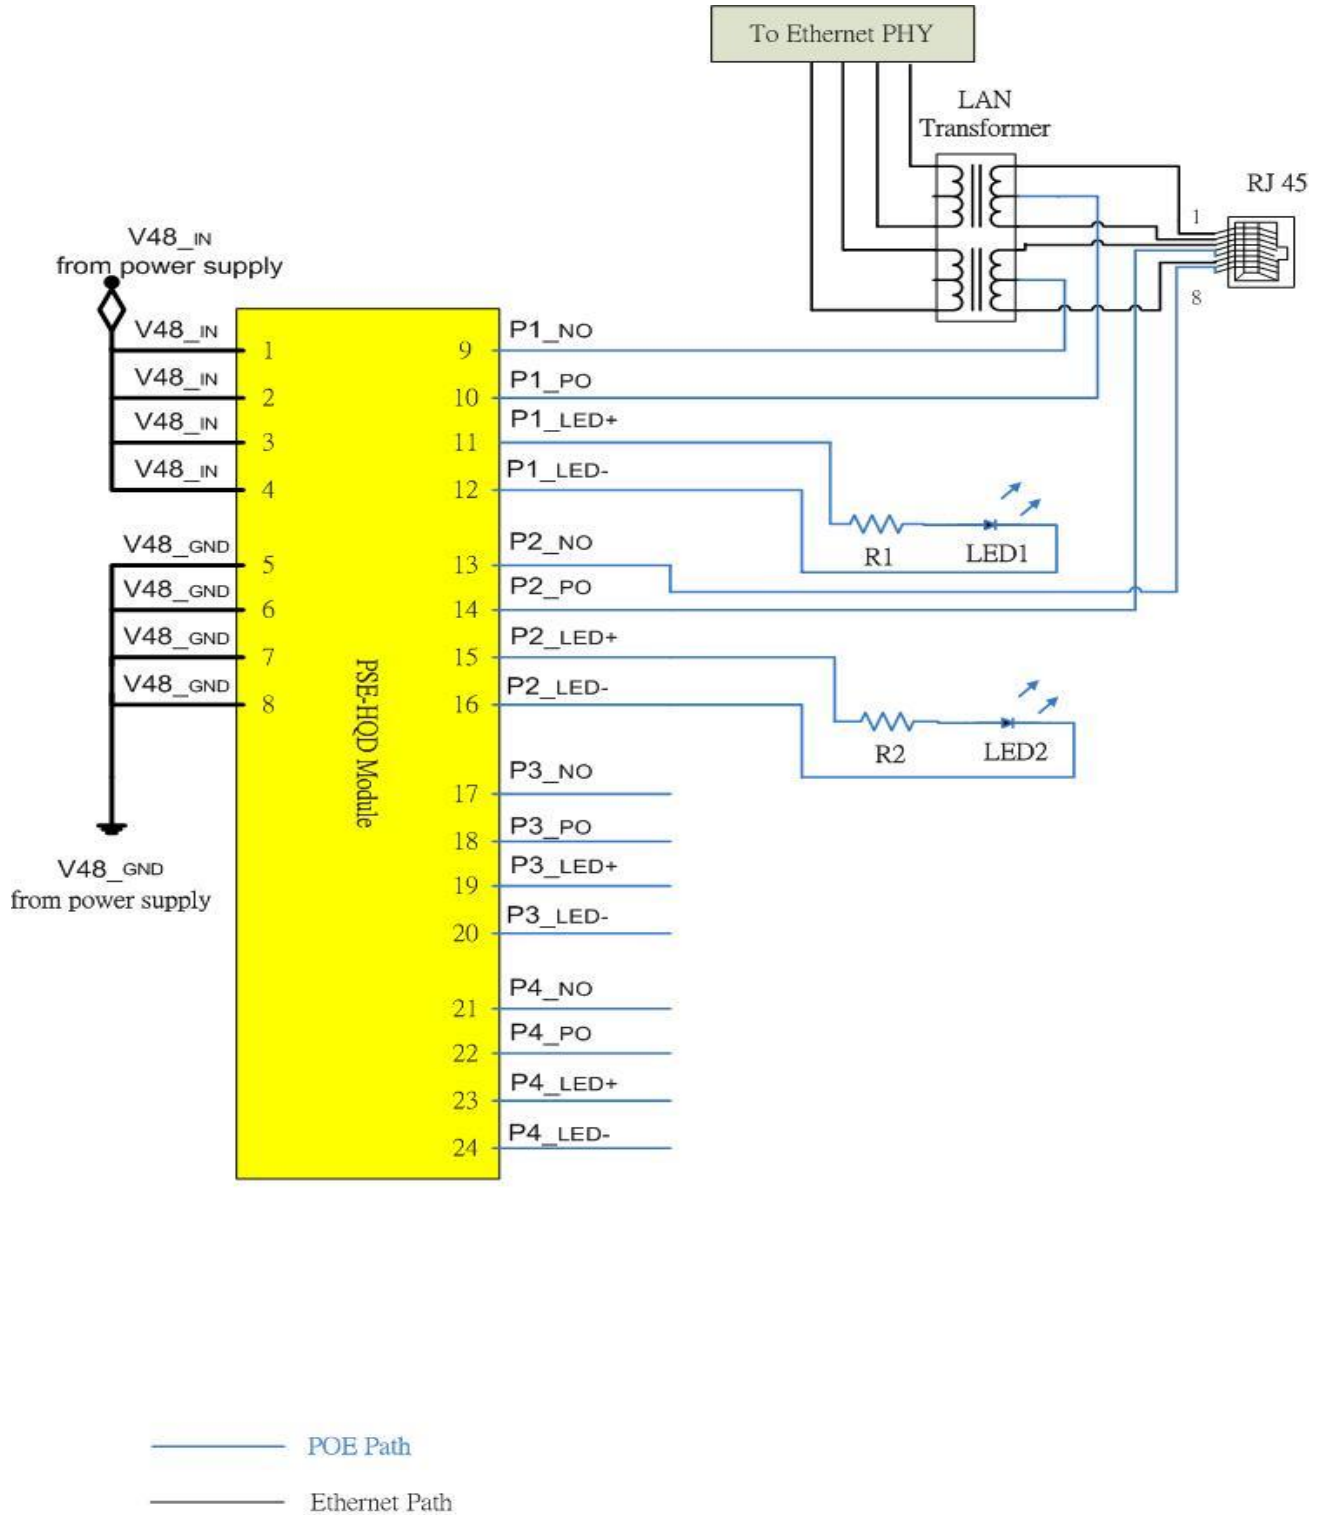 To Ethernet PHY
LAN
Transformer
RJ 45
1
8
V48_IN
from power supply
V48_IN
1
V48_IN
2
V48_IN
3
V48_IN
4
V48_GND
5
V48_GND
6
V48_GND
7
V48_GND
8
V48_GND
from power supply
PSE-HQD Module
P1_NO
9
P1_PO
10
P1_LED+
11
P1_LED-
12
R1
LED1
P2_NO
13
P2_PO
14
P2_LED+
15
P2_LED-
16
R2
LED2
P3_NO
17
P3_PO
18
P3_LED+
19
P3_LED-
20
P4_NO
21
P4_PO
22
P4_LED+
23
P4_LED-
24
POE Path
Ethernet Path